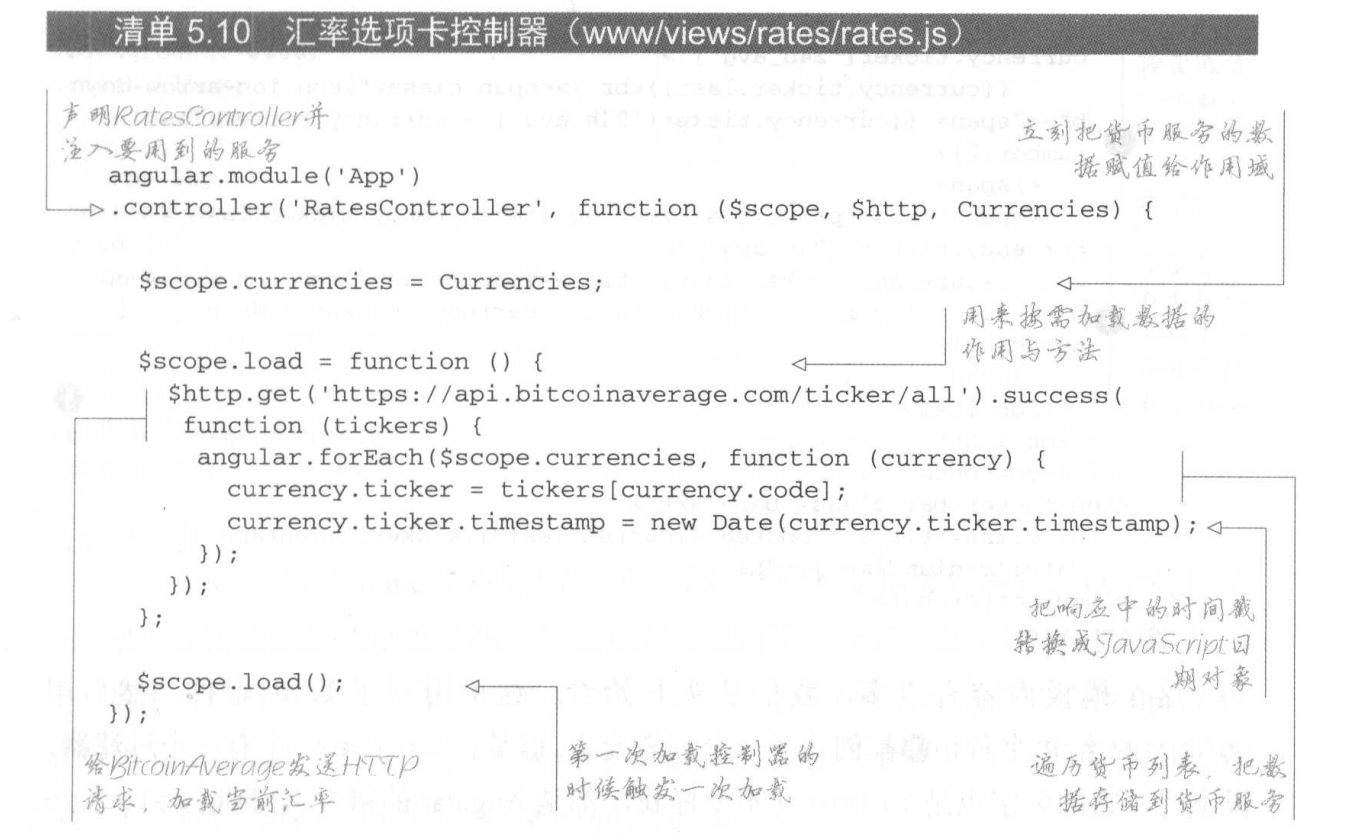 清单 5.10 汇率选项卡控制器（www/views/rates/rates.js）
声明RatesController并
注入要用到的服务
立刻把货币服务的数
据赋值给作用域
angular.module('App')
.controller('RatesController', function ($scope, $http, Currencies) {
$scope.currencies = Currencies;
用来按需加载数据的
作用与方法
$scope.load = function () {
$http.get('https://api.bitcoinaverage.com/ticker/all').success(
function (tickers) {
angular.forEach($scope.currencies, function (currency) {
currency.ticker = tickers[currency.code];
currency.ticker.timestamp = new Date(currency.ticker.timestamp);
});
});
};
把响应中的时间戳
转换成JavaScript日
期对象
$scope.load();
});
给BitcoinAverage发送HTTP
请求，加载当前汇率
第一次加载控制器的
时候触发一次加载
遍历货币列表，把数
据存储到货币服务